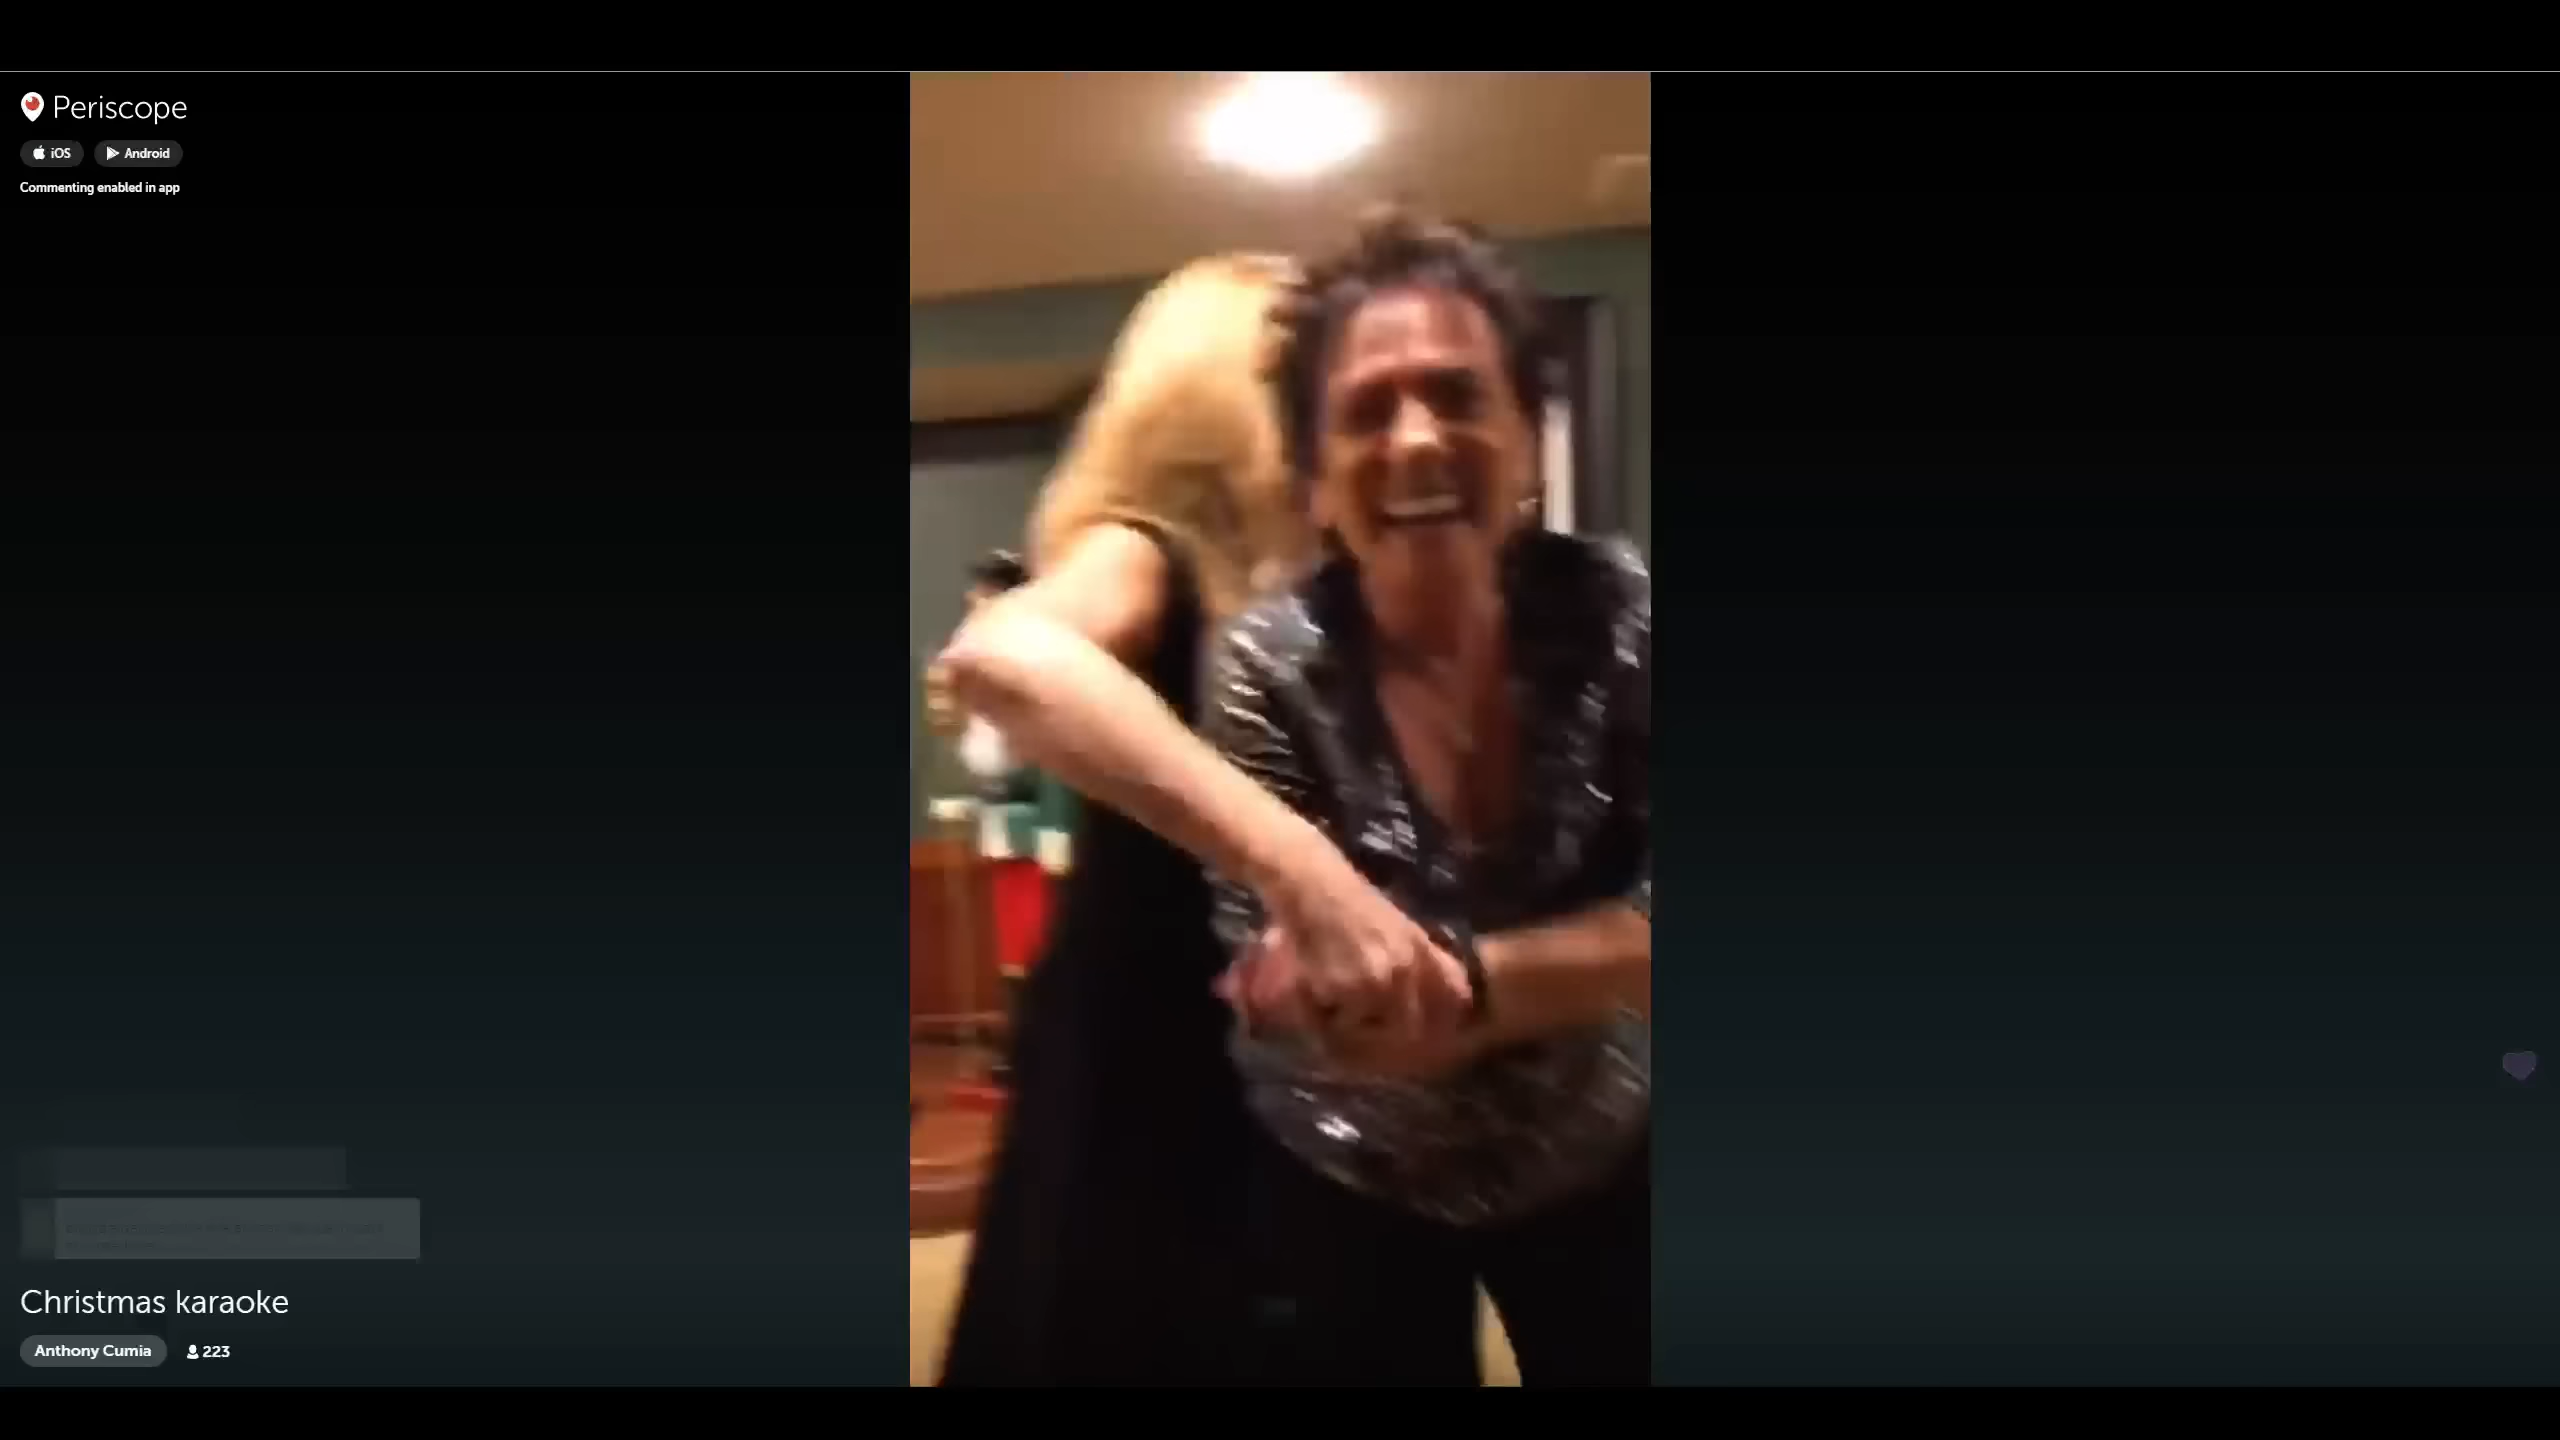 Periscope
iOS Android
Commenting enabled in app
Christmas karaoke
Anthony Cumia 223